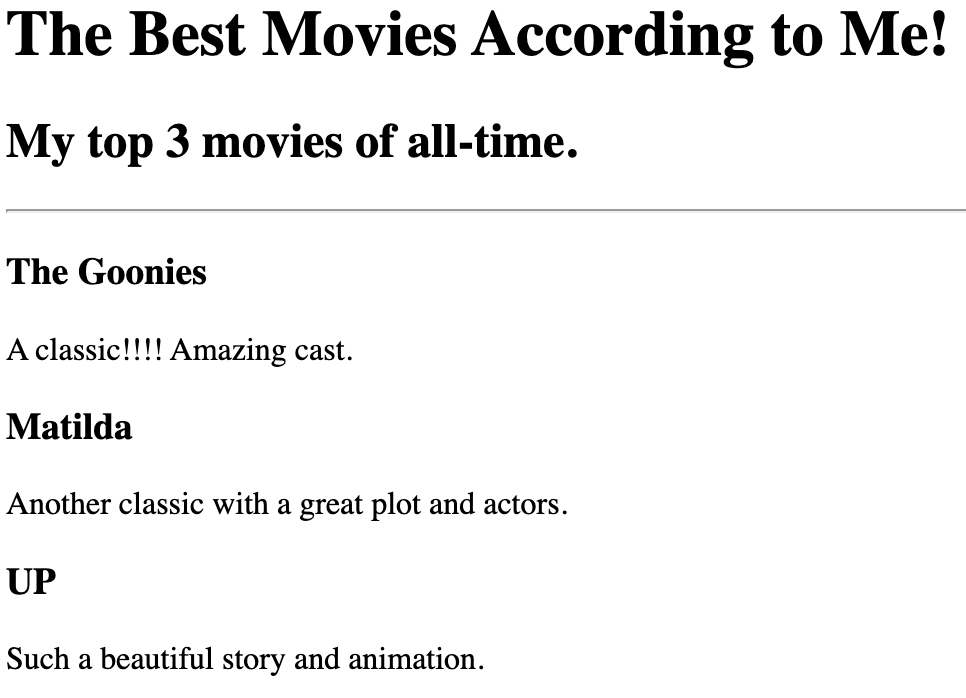 The Best Movies According to Me!
My top 3 movies of all-time.
The Goonies
A classic!!!! Amazing cast.
Matilda
Another classic with a great plot and actors.
UP
Such a beautiful story and animation.